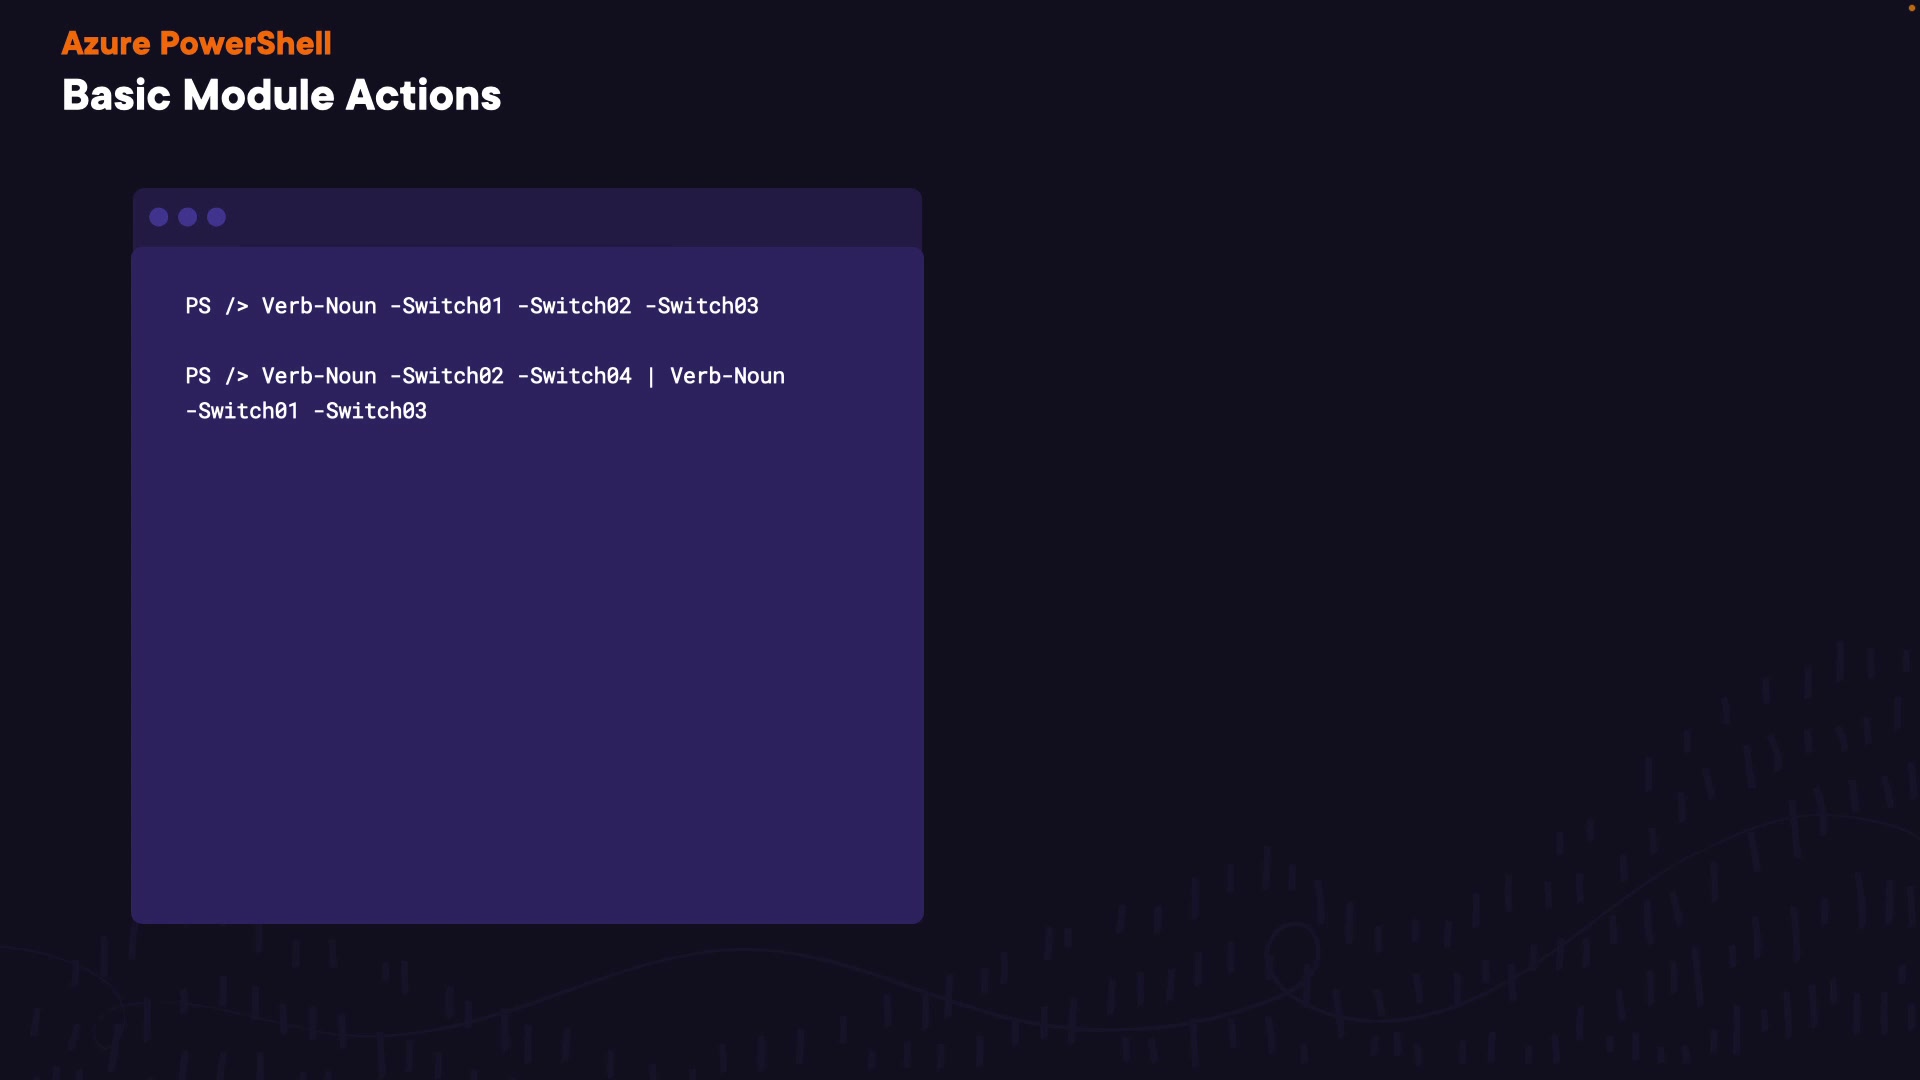 Azure PowerShell
Basic Module Actions
PS /> Verb-Noun -Switch01 -Switch02 -Switch03
PS /> Verb-Noun -Switch02 -Switch04 | Verb-Noun
-Switch01 -Switch03